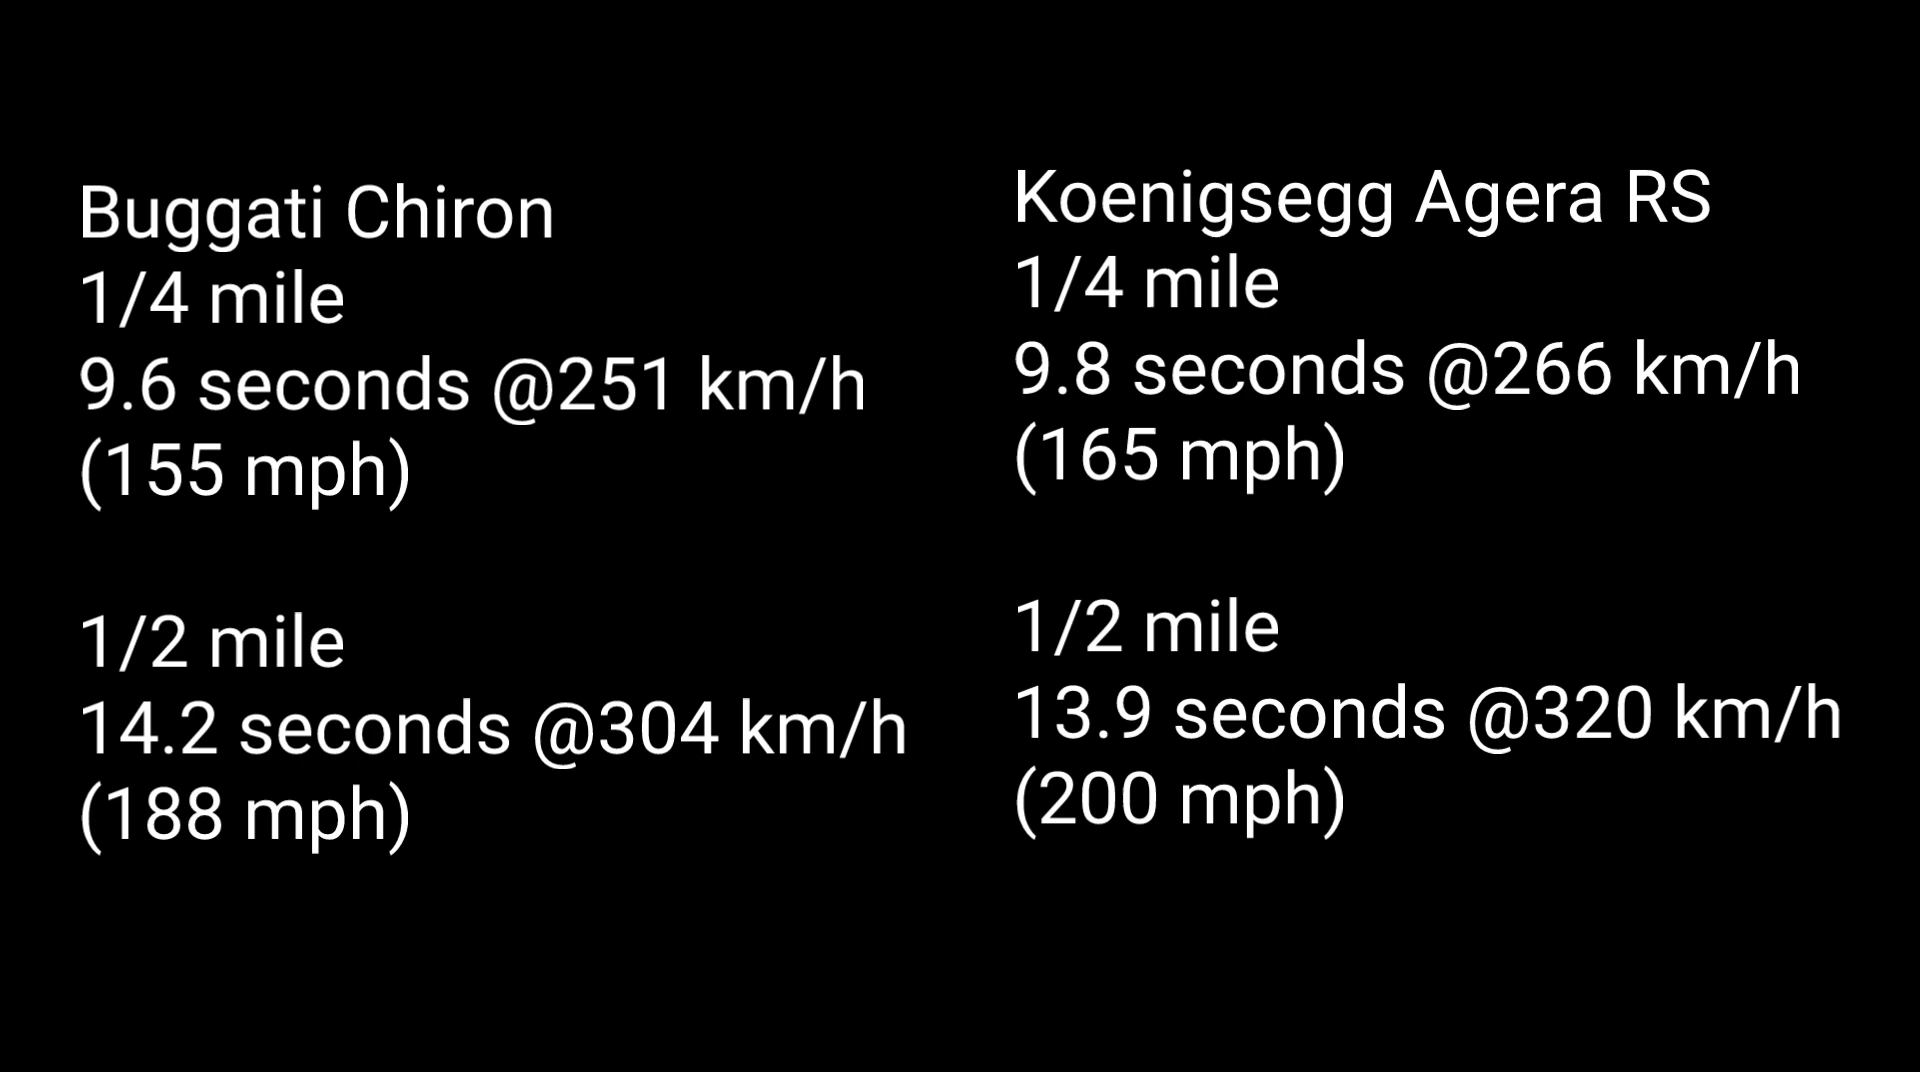 Buggati Chiron
1/4 mile
9.6 seconds @251 km/h
(155 mph)
1/2 mile
14.2 seconds @304 km/h
(188 mph)
Koenigsegg Agera RS
1/4 mile
9.8 seconds @266 km/h
(165 mph)
1/2 mile
13.9 seconds @320 km/h
(200 mph)